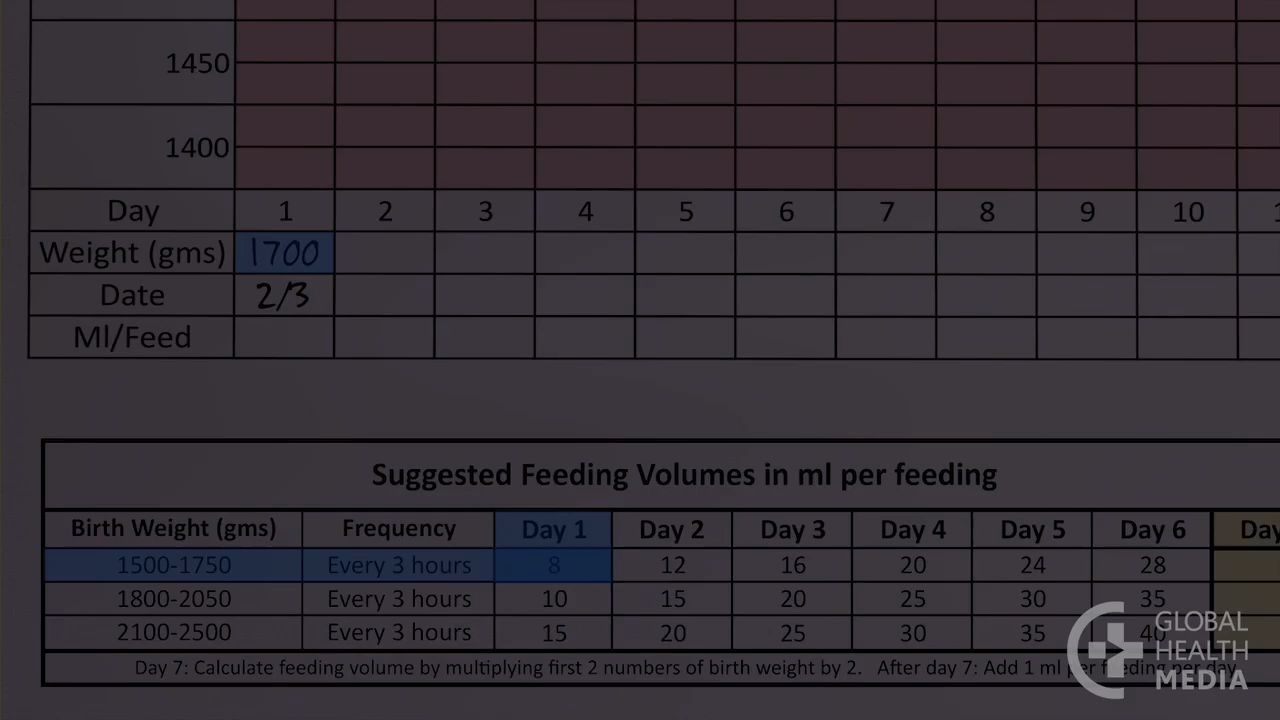 1450
1400
Day 1 2 3 4 5 6 7 8 9 10
Weight (gms) 1700
Date 2/3
Ml/Feed
Suggested Feeding Volumes in ml per feeding
Birth Weight (gms) Frequency Day 1 Day 2 Day 3 Day 4 Day 5 Day 6 Day
1500-1750 Every 3 hours 8 12 16 20 24 28
1800-2050 Every 3 hours 10 15 20 25 30 35
2100-2500 Every 3 hours 15 20 25 30 35 40
Day 7: Calculate feeding volume by multiplying first 2 numbers of birth weight by 2. After day 7: Add 1 ml per feeding per day
GLOBAL
HEALTH
MEDIA